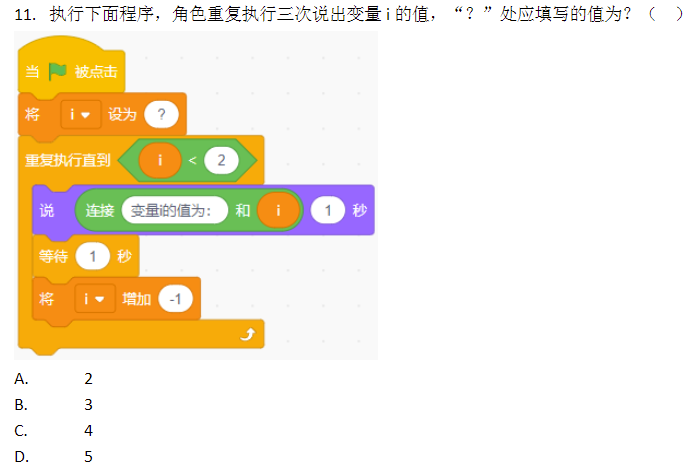 11. 执行下面程序，角色重复执行三次说出变量 i 的值，“？”处应填写的值为？（ ）
当 被点击
将 i 设为 ?
重复执行直到 i < 2
说 连接 变量i的值为： 和 i 1 秒
等待 1 秒
将 i 增加 -1
A. 2
B. 3
C. 4
D. 5